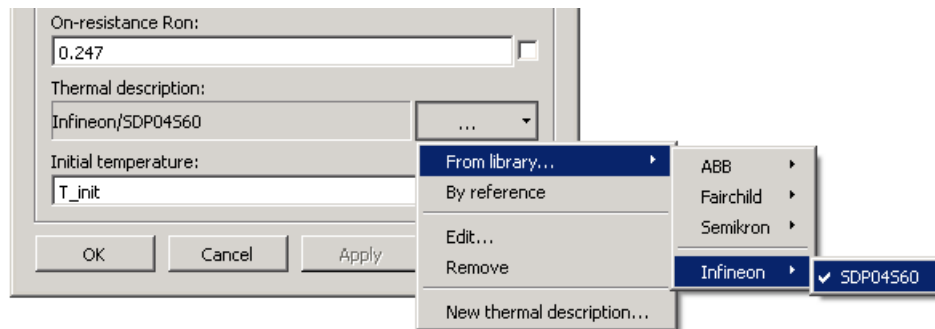 On-resistance Ron:
0.247
Thermal description:
Infineon/SDP04S60
...
Initial temperature:
T_init
OK
Cancel
Apply
From library...
By reference
Edit...
Remove
New thermal description...
ABB
Fairchild
Semikron
Infineon
SDP04S60